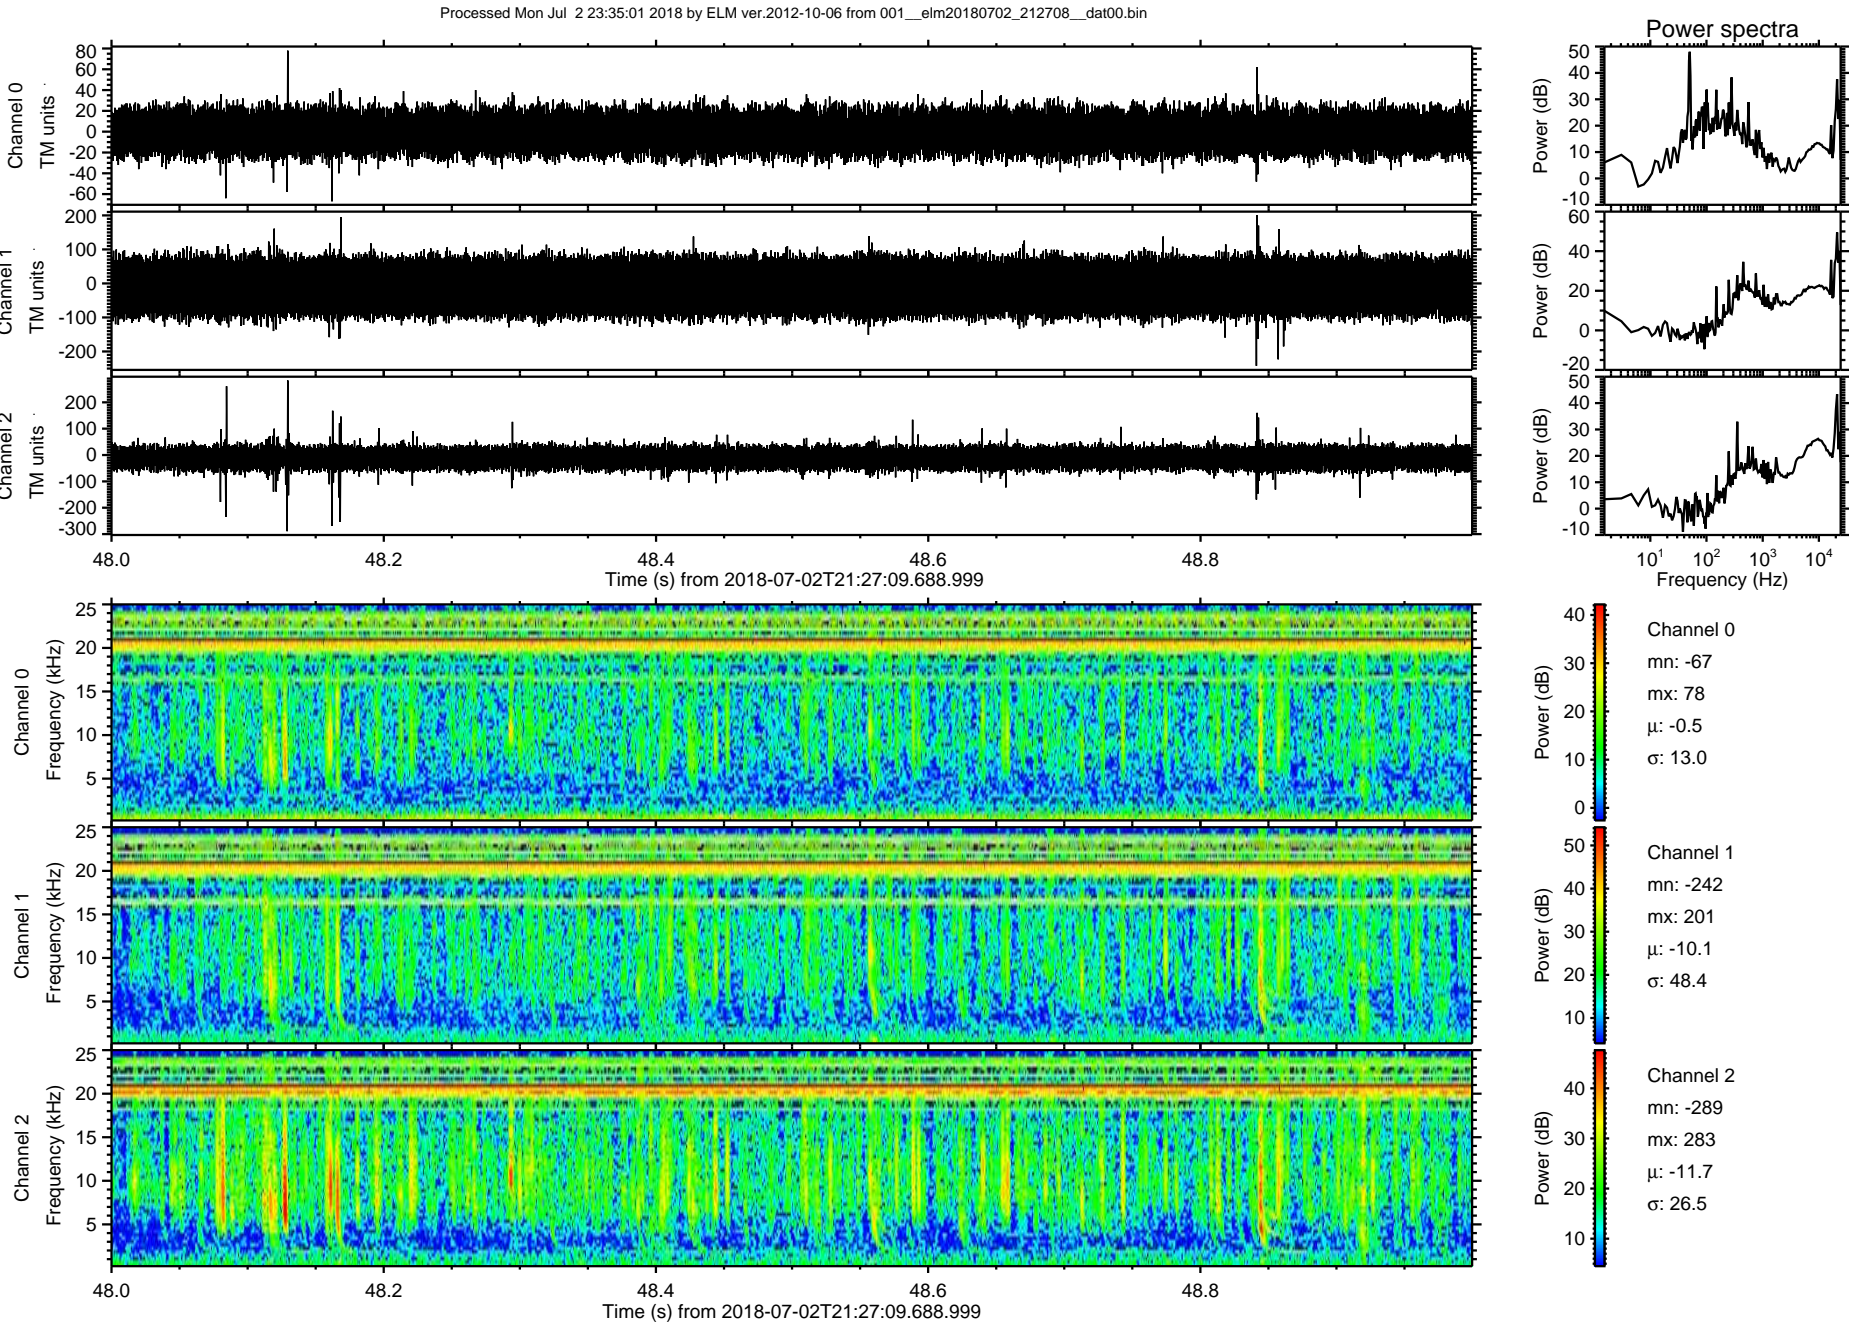 Processed Mon Jul 2 23:35:01 2018 by ELM ver.2012-10-06 from 001__elm20180702_212708__dat00.bin
Power spectra
Channel 0
TM units
80
60
40
20
0
-20
-40
-60
Power (dB)
50
40
30
20
10
0
-10
Channel 1
TM units
200
100
0
-100
-200
Power (dB)
60
40
20
0
-20
Channel 2
TM units
200
100
0
-100
-200
-300
Power (dB)
50
40
30
20
10
0
-10
48.0 48.2 48.4 48.6 48.8
Time (s) from 2018-07-02T21:27:09.688.999
10^1 10^2 10^3 10^4
Frequency (Hz)
Channel 0
Frequency (kHz)
25
20
15
10
5
Power (dB)
40
30
20
10
0
Channel 0
mn: -67
mx: 78
μ: -0.5
σ: 13.0
Channel 1
Frequency (kHz)
25
20
15
10
5
Power (dB)
50
40
30
20
10
Channel 1
mn: -242
mx: 201
μ: -10.1
σ: 48.4
Channel 2
Frequency (kHz)
25
20
15
10
5
Power (dB)
40
30
20
10
Channel 2
mn: -289
mx: 283
μ: -11.7
σ: 26.5
48.0 48.2 48.4 48.6 48.8
Time (s) from 2018-07-02T21:27:09.688.999